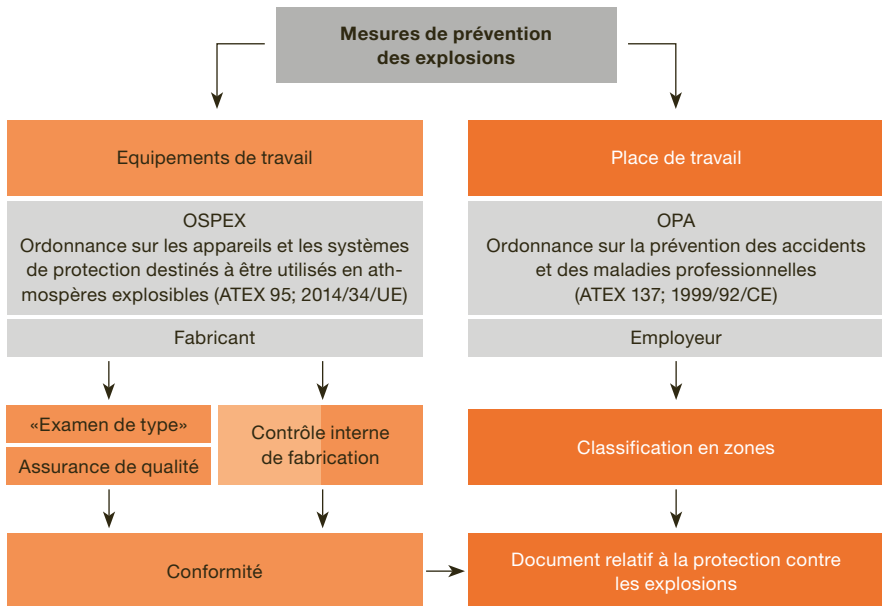 Mesures de prévention
des explosions
Equipements de travail
OSPEX
Ordonnance sur les appareils et les systèmes
de protection destinés à être utilisés en ath-
mospères explosibles (ATEX 95; 2014/34/UE)
Fabricant
«Examen de type»
Assurance de qualité
Contrôle interne
de fabrication
Conformité
Place de travail
OPA
Ordonnance sur la prévention des accidents
et des maladies professionnelles
(ATEX 137; 1999/92/CE)
Employeur
Classification en zones
Document relatif à la protection contre
les explosions